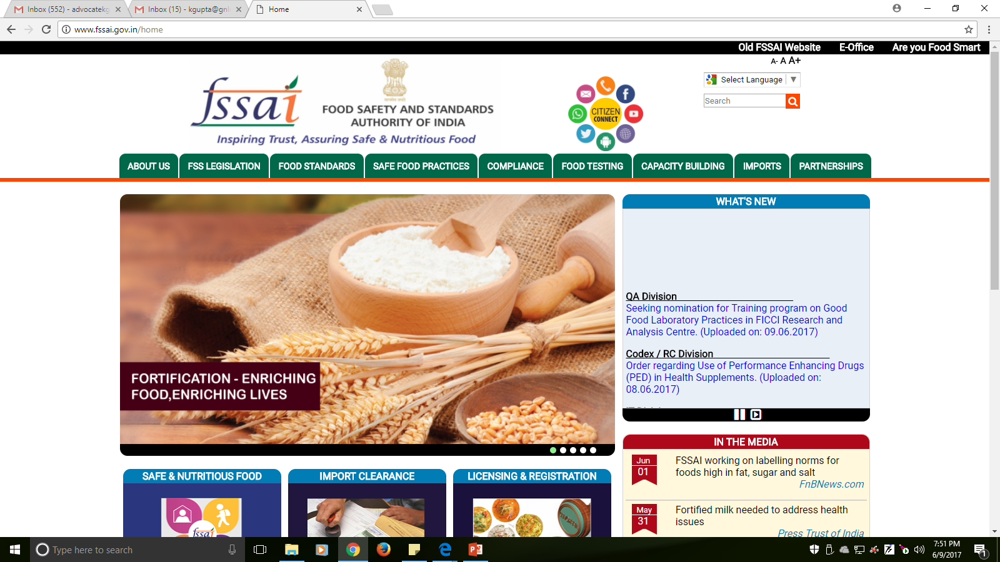 Inbox (552) - advocatekg
Inbox (15) - kgupta@gnl
Home
www.fssai.gov.in/home
Old FSSAI Website
E-Office
Are you Food Smart
A- A A+
fssai
FOOD SAFETY AND STANDARDS
AUTHORITY OF INDIA
Inspiring Trust, Assuring Safe & Nutritious Food
CITIZEN
CONNECT
Select Language ▼
Search
ABOUT US
FSS LEGISLATION
FOOD STANDARDS
SAFE FOOD PRACTICES
COMPLIANCE
FOOD TESTING
CAPACITY BUILDING
IMPORTS
PARTNERSHIPS
FORTIFICATION - ENRICHING
FOOD,ENRICHING LIVES
WHAT'S NEW
QA Division
Seeking nomination for Training program on Good
Food Laboratory Practices in FICCI Research and
Analysis Centre. (Uploaded on: 09.06.2017)
Codex / RC Division
Order regarding Use of Performance Enhancing Drugs
(PED) in Health Supplements. (Uploaded on:
08.06.2017)
IN THE MEDIA
Jun
01
FSSAI working on labelling norms for
foods high in fat, sugar and salt
FnBNews.com
May
31
Fortified milk needed to address health
issues
Press Trust of India
SAFE & NUTRITIOUS FOOD
fssai
IMPORT CLEARANCE
LICENSING & REGISTRATION
Type here to search
7:51 PM
6/9/2017
1